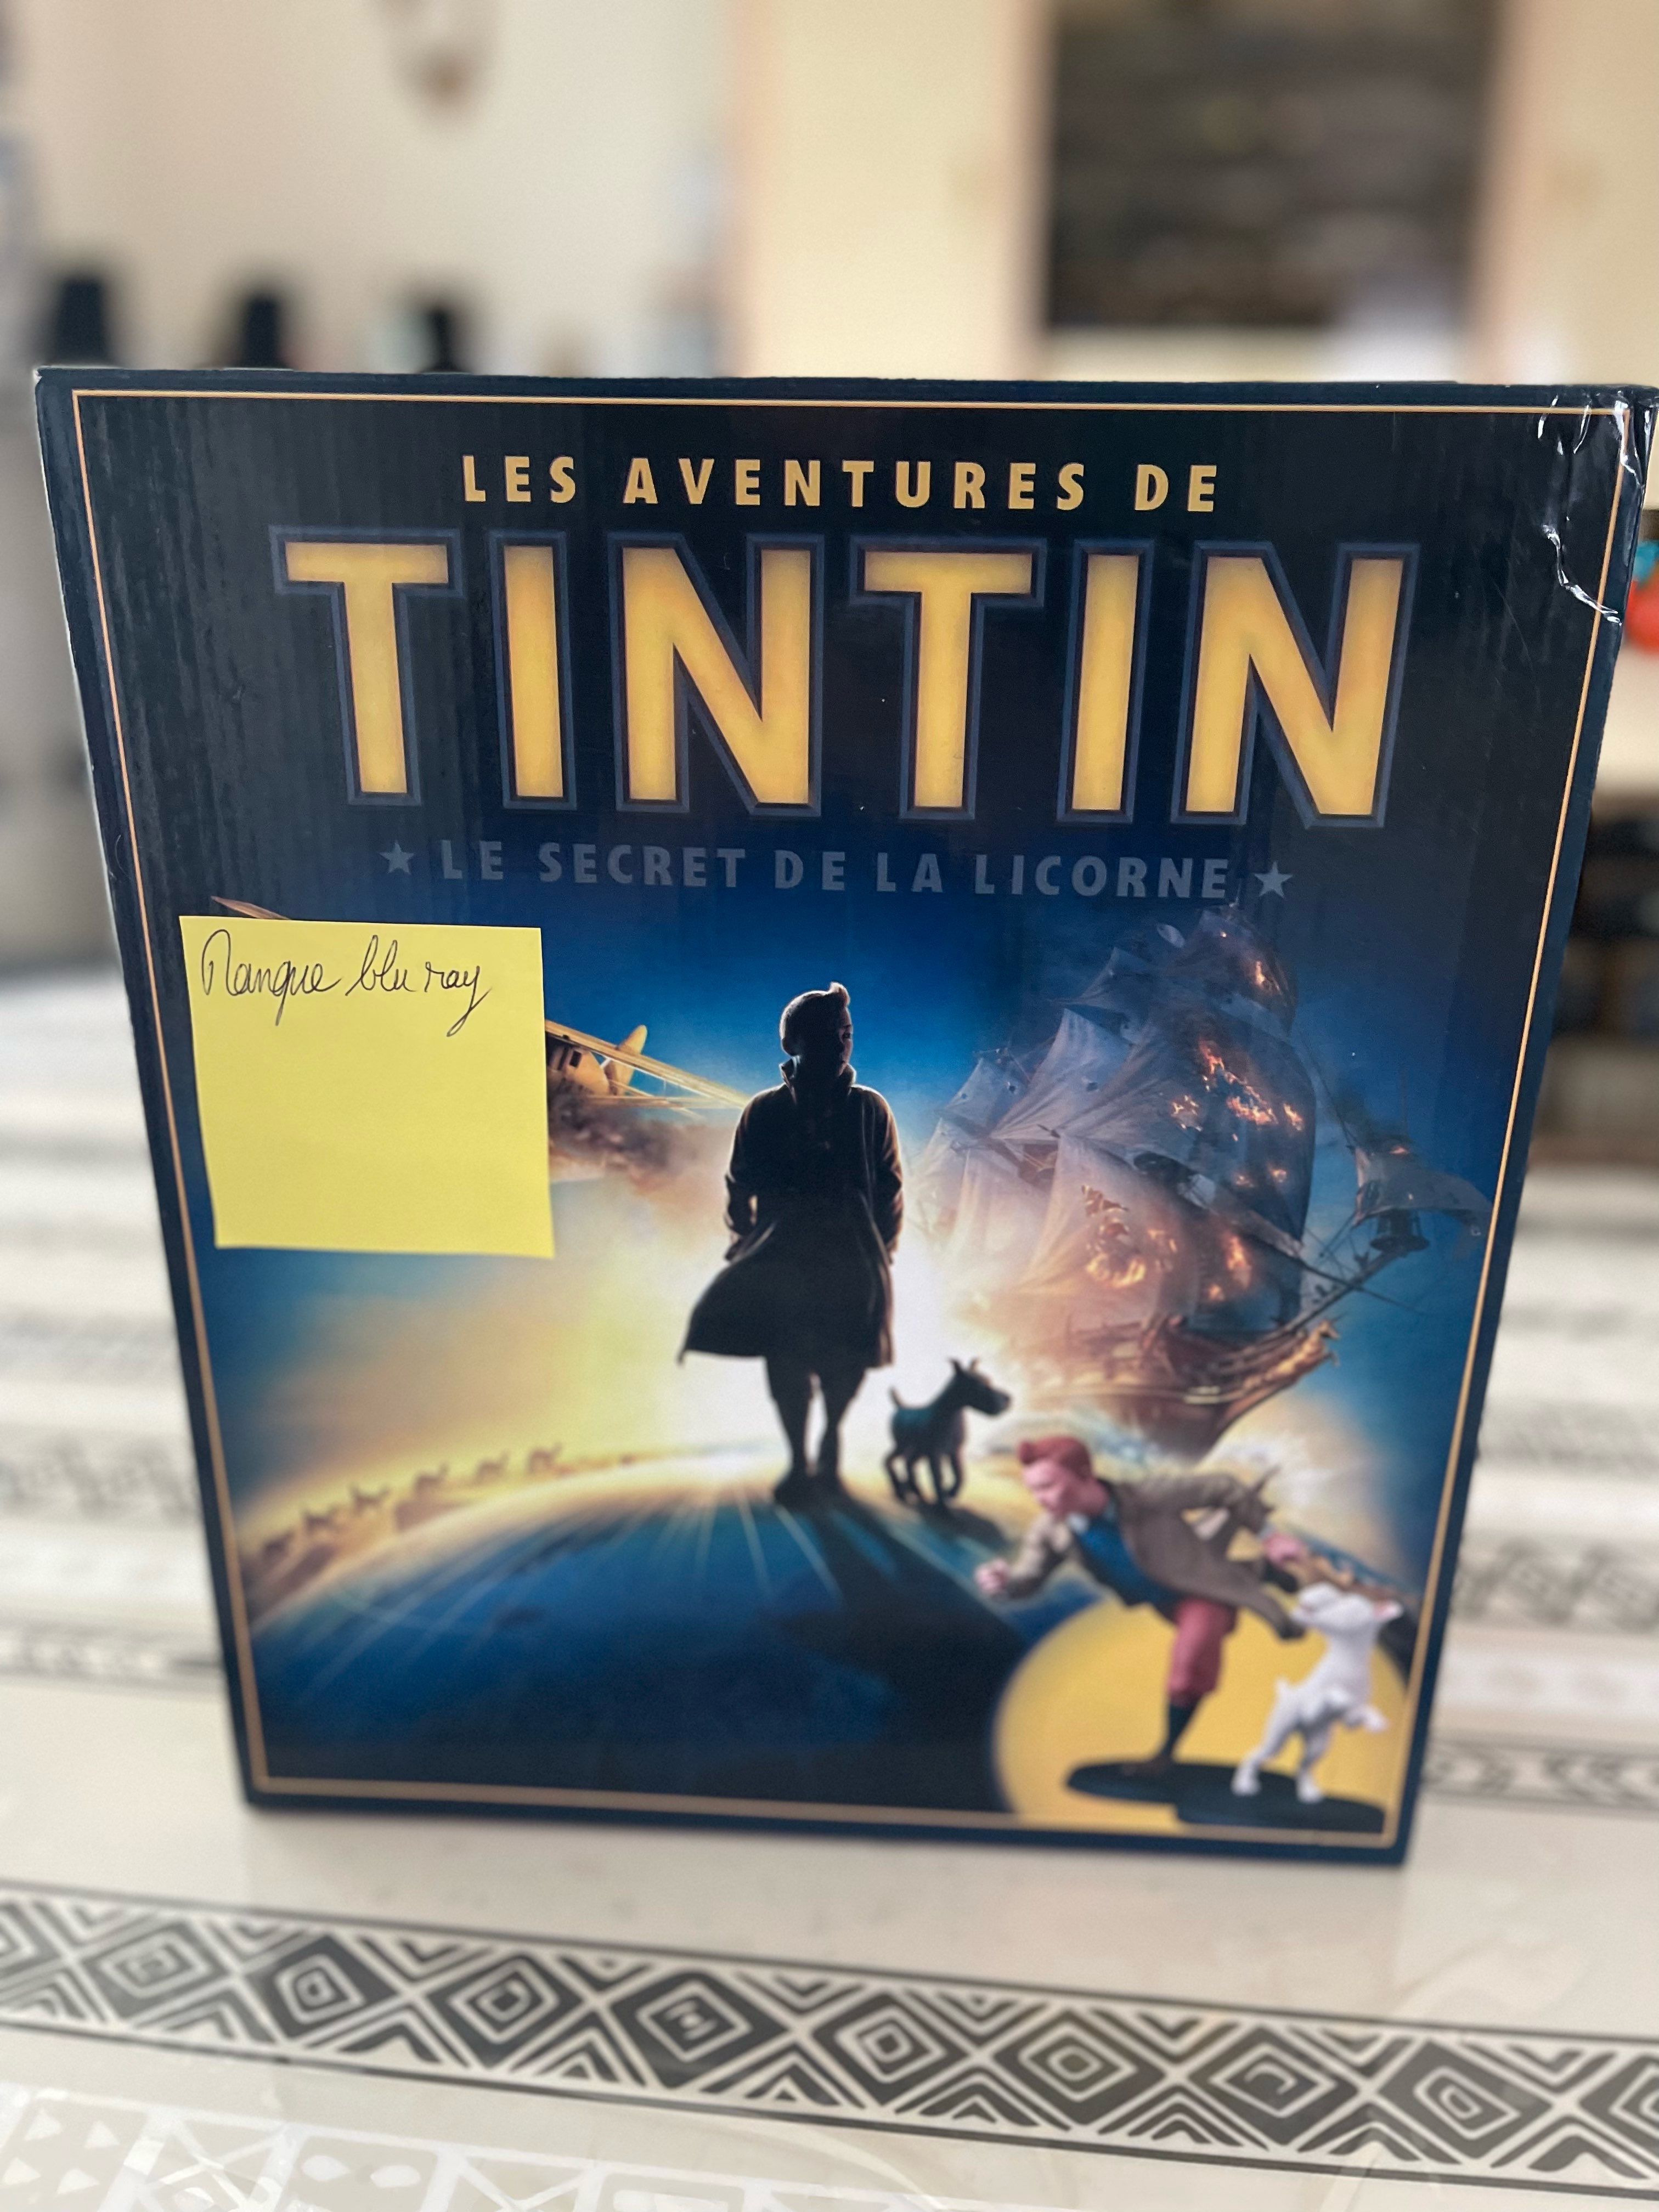 LES AVENTURES DE
TINTIN
★ LE SECRET DE LA LICORNE ★
Manque blu ray